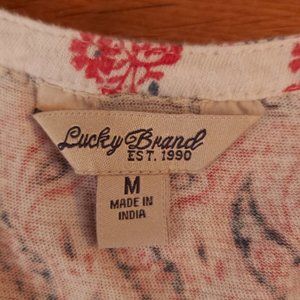 Lucky Brand
EST. 1990
M
MADE IN
INDIA